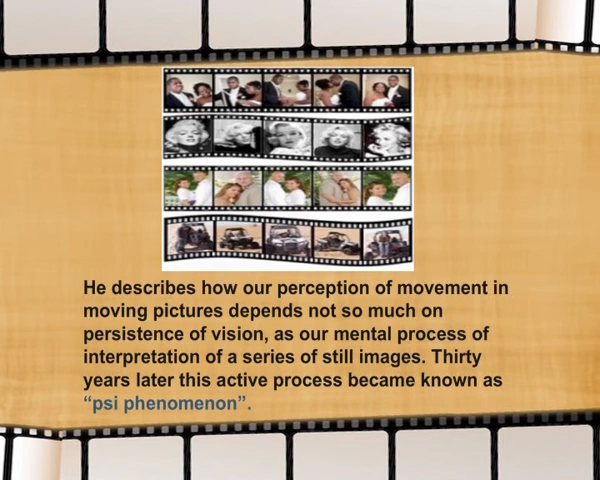 He describes how our perception of movement in
moving pictures depends not so much on
persistence of vision, as our mental process of
interpretation of a series of still images. Thirty
years later this active process became known as
“psi phenomenon”.